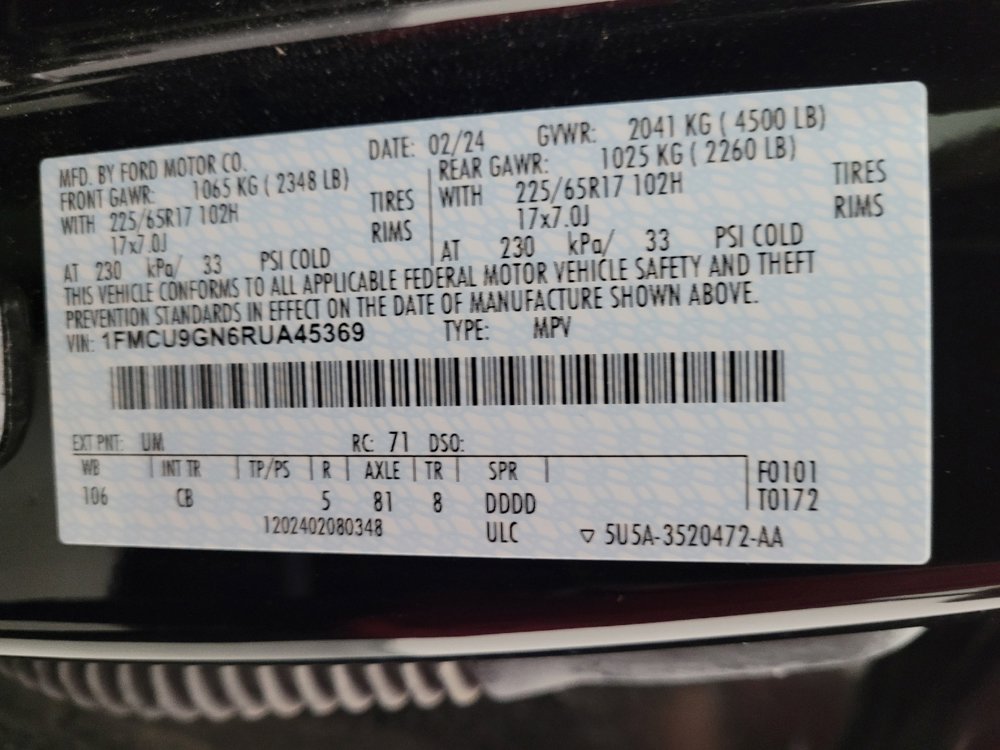 MFD. BY FORD MOTOR CO. DATE: 02/24 GVWR: 2041 KG ( 4500 LB)
FRONT GAWR: 1065 KG ( 2348 LB) REAR GAWR: 1025 KG ( 2260 LB)
WITH 225/65R17 102H TIRES WITH 225/65R17 102H TIRES
17x7.0J RIMS 17x7.0J RIMS
AT 230 kPa/ 33 PSI COLD AT 230 kPa/ 33 PSI COLD
THIS VEHICLE CONFORMS TO ALL APPLICABLE FEDERAL MOTOR VEHICLE SAFETY AND THEFT
PREVENTION STANDARDS IN EFFECT ON THE DATE OF MANUFACTURE SHOWN ABOVE.
VIN: 1FMCU9GN6RUA45369 TYPE: MPV
EXT PNT: UM RC: 71 DSO:
WB INT TR TP/PS R AXLE TR SPR F0101
106 CB 5 81 8 DDDD T0172
1202402080348 ULC ▽ 5U5A-3520472-AA